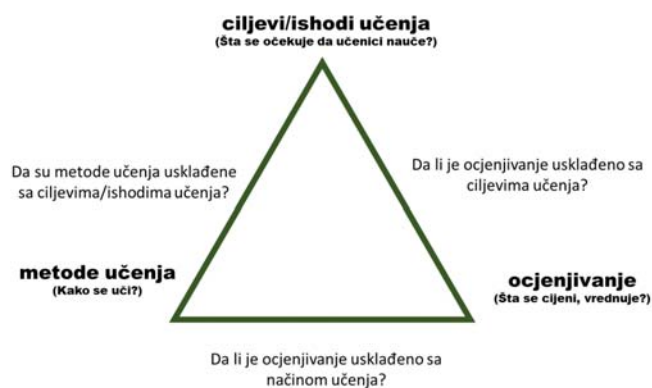 ciljevi/ishodi učenja
(Šta se očekuje da učenici nauče?)
Da su metode učenja usklađene
sa ciljevima/ishodima učenja?
Da li je ocjenjivanje usklađeno sa
ciljevima učenja?
metode učenja
(Kako se uči?)
ocjenjivanje
(Šta se cijeni, vrednuje?)
Da li je ocjenjivanje usklađeno sa
načinom učenja?